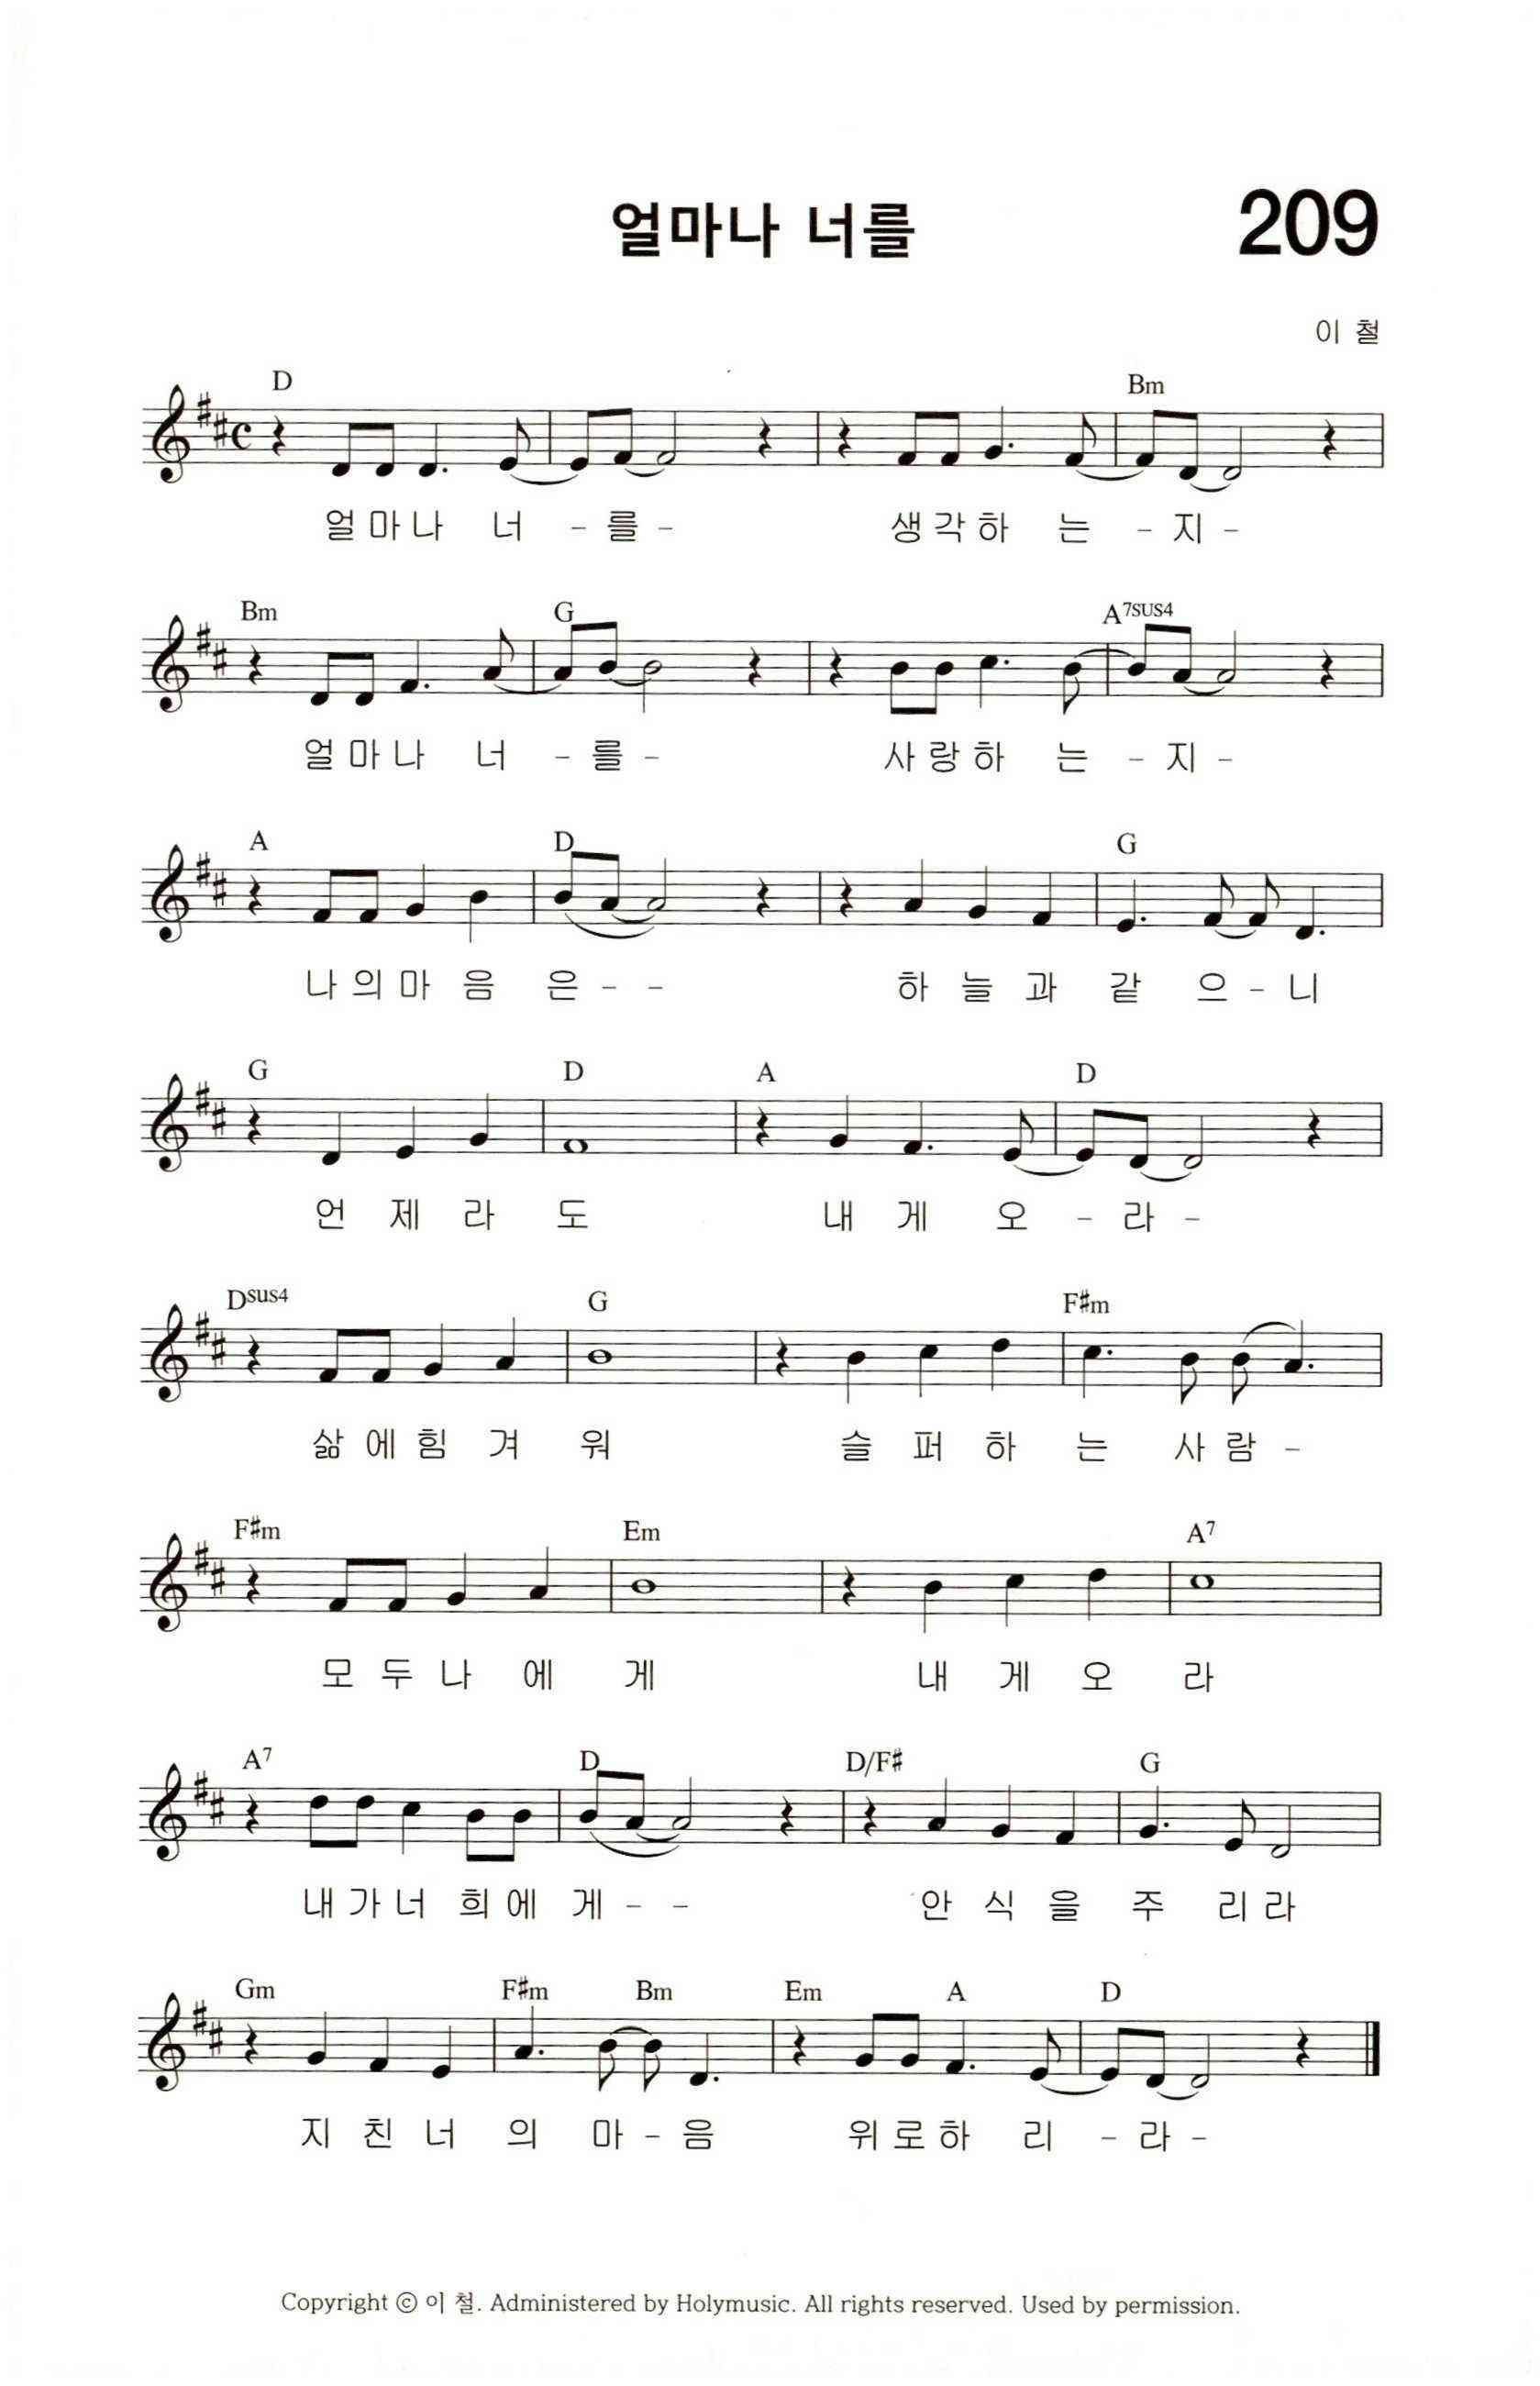 얼마나 너를
209
이 철
D Bm
얼 마 나 너 - 를 - 생 각 하 는 - 지 -
Bm G A7SUS4
얼 마 나 너 - 를 - 사 랑 하 는 - 지 -
A D G
나 의 마 음 은 - - 하 늘 과 같 으 - 니
G D A D
언 제 라 도 내 게 오 - 라 -
Dsus4 G F#m
삶 에 힘 겨 워 슬 퍼 하 는 사 람 -
F#m Em A7
모 두 나 에 게 내 게 오 라
A7 D D/F# G
내 가 너 희 에 게 - - 안 식 을 주 리 라
Gm F#m Bm Em A D
지 친 너 의 마 - 음 위 로 하 리 - 라 -
Copyright ⓒ 이 철. Administered by Holymusic. All rights reserved. Used by permission.